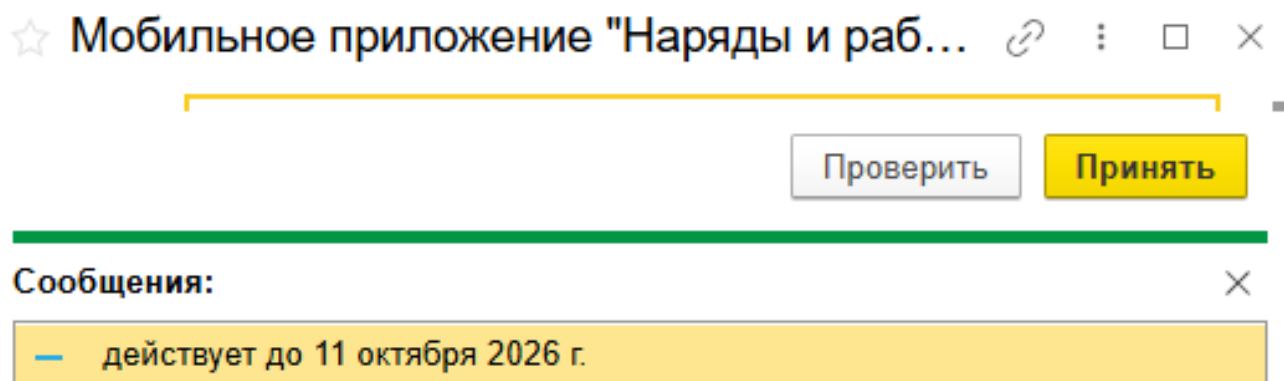 Мобильное приложение "Наряды и раб...
Проверить
Принять
Сообщения:
действует до 11 октября 2026 г.